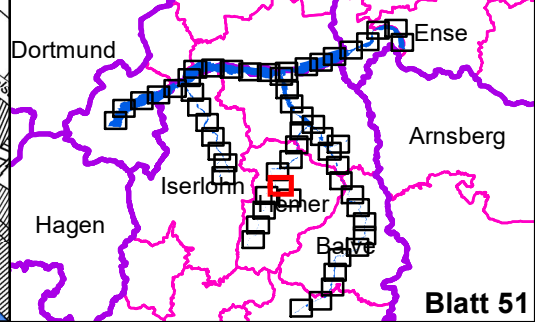 Ense
Dortmund
Arnsberg
Iserlohn
Hemer
Hagen
Balve
Blatt 51